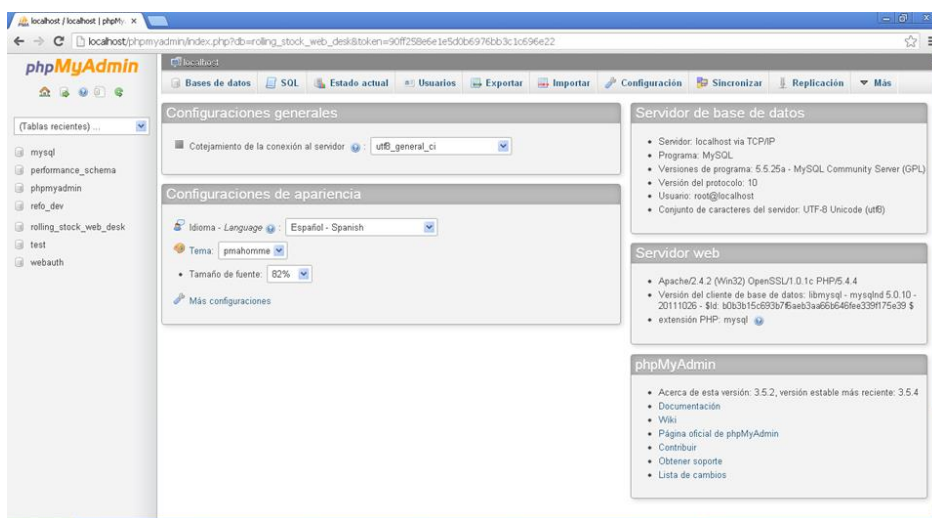 localhost / localhost | phpMy
localhost/phpmyadmin/index.php?db=rolling_stock_web_desk&token=90ff258e6e1e5d0b6976bb3c1c696e22
phpMyAdmin
(Tablas recientes) ...
mysql
performance_schema
phpmyadmin
refo_dev
rolling_stock_web_desk
test
webauth
localhost
Bases de datos SQL Estado actual Usuarios Exportar Importar Configuración Sincronizar Replicación Más
Configuraciones generales
Cotejamiento de la conexión al servidor : utf8_general_ci
Configuraciones de apariencia
Idioma - Language : Español - Spanish
Tema: pmahomme
Tamaño de fuente: 82%
Más configuraciones
Servidor de base de datos
Servidor: localhost via TCP/IP
Programa: MySQL
Versiones de programa: 5.5.25a - MySQL Community Server (GPL)
Versión del protocolo: 10
Usuario: root@localhost
Conjunto de caracteres del servidor: UTF-8 Unicode (utf8)
Servidor web
Apache/2.4.2 (Win32) OpenSSL/1.0.1c PHP/5.4.4
Versión del cliente de base de datos: libmysql - mysqlnd 5.0.10 -
20111026 - $Id: $
extensión PHP: mysql
phpMyAdmin
Acerca de esta versión: 3.5.2, versión estable más reciente: 3.5.4
Documentación
Wiki
Página oficial de phpMyAdmin
Contribuir
Obtener soporte
Lista de cambios